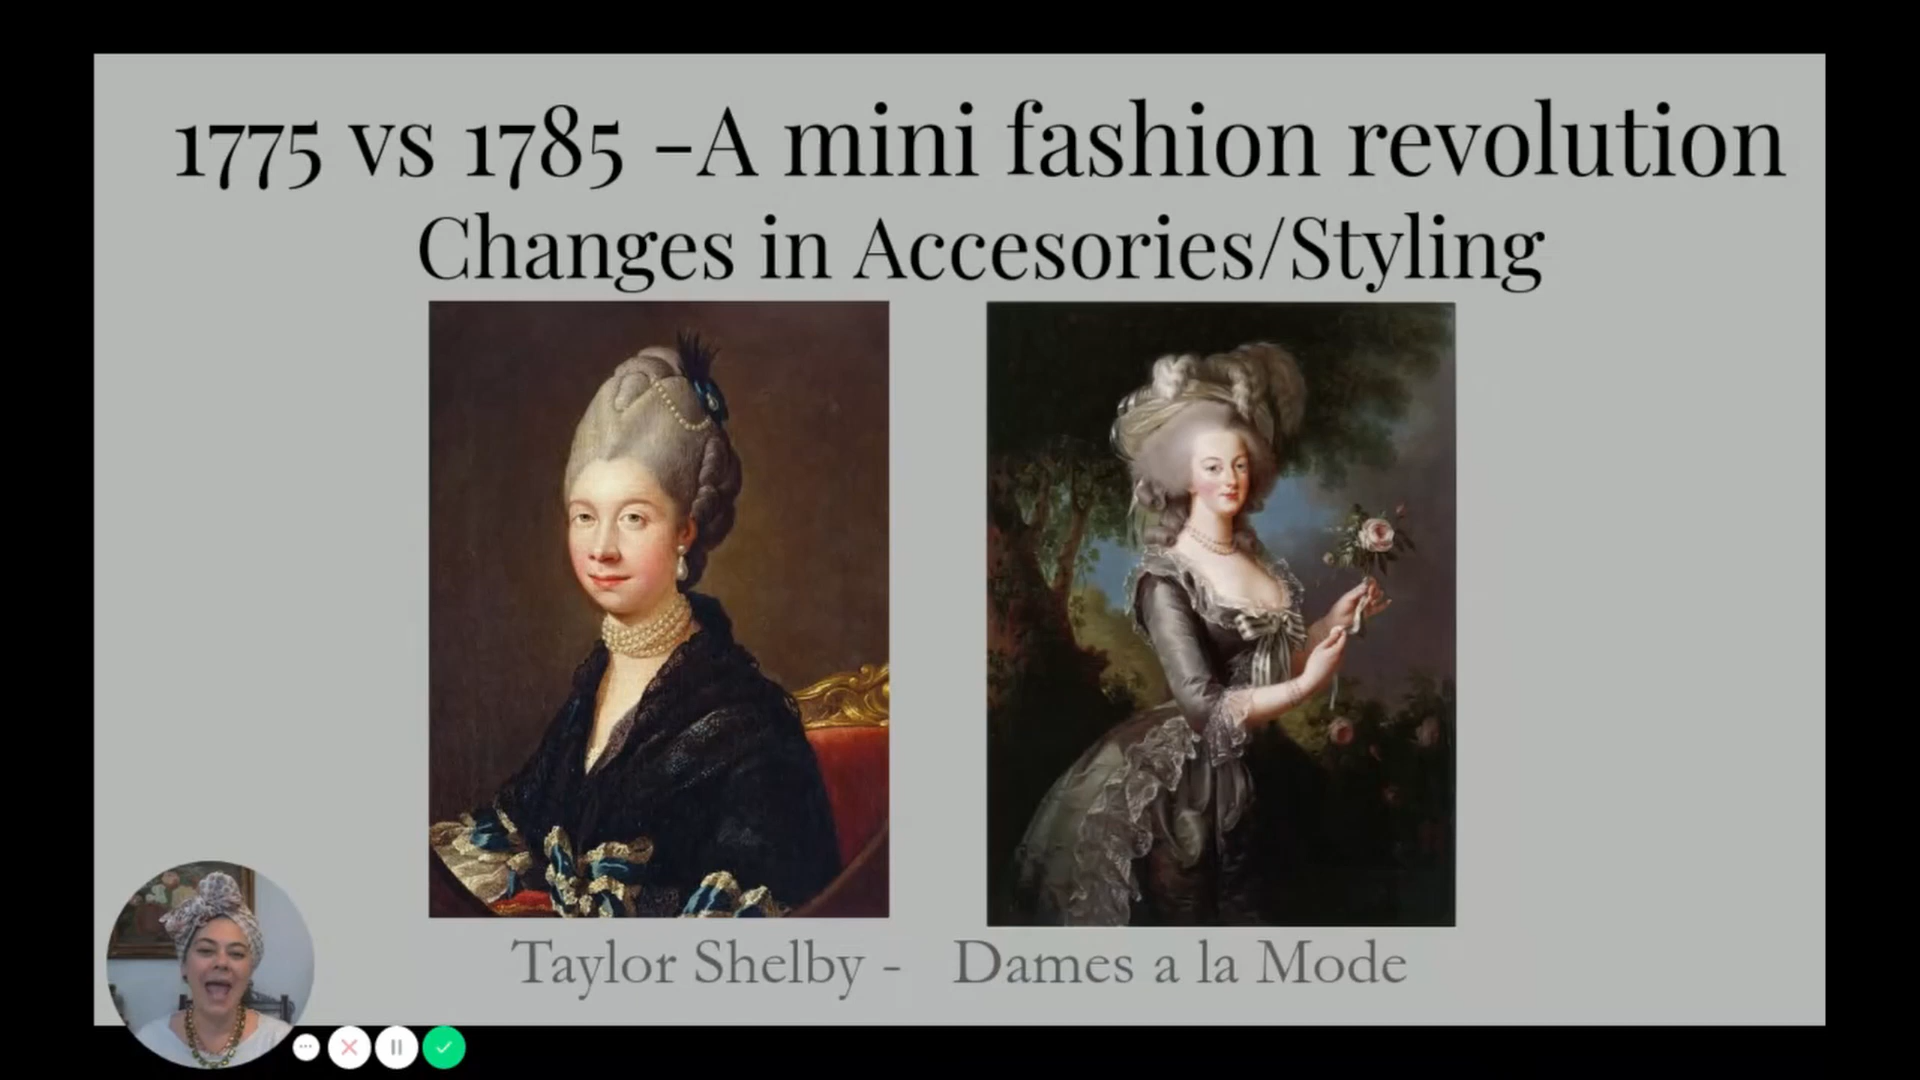 1775 vs 1785 -A mini fashion revolution
Changes in Accesories/Styling
Taylor Shelby - Dames a la Mode